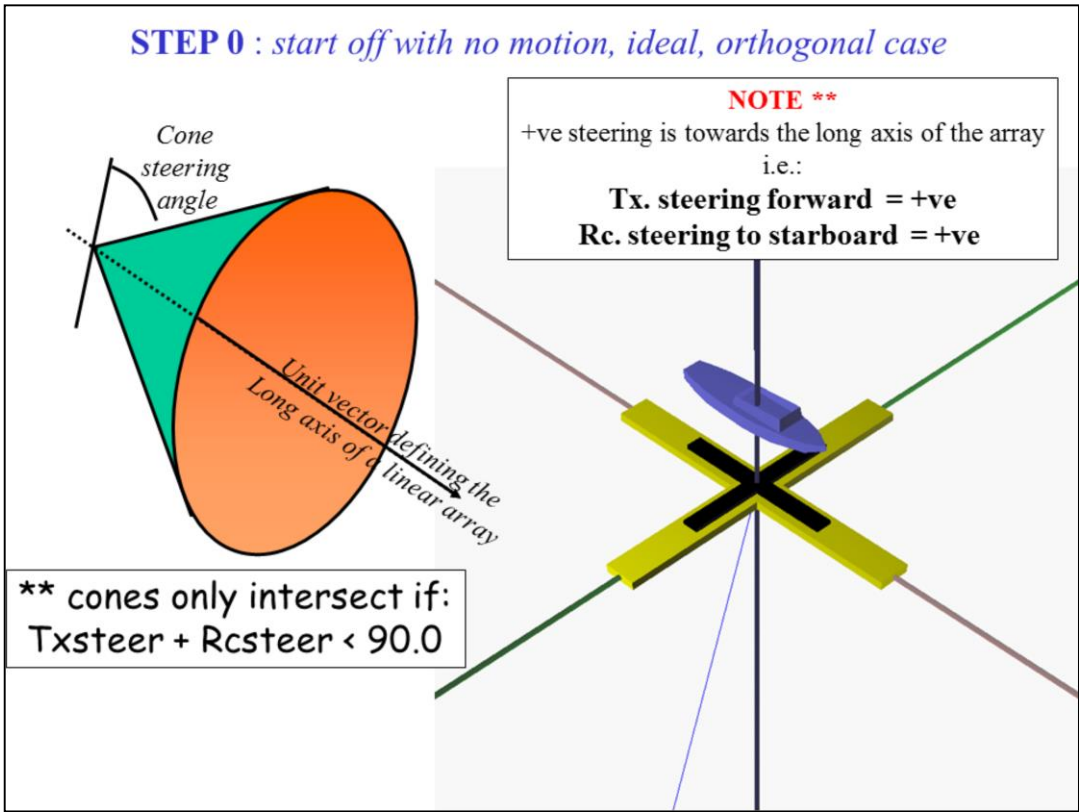 STEP 0 : start off with no motion, ideal, orthogonal case
NOTE **
+ve steering is towards the long axis of the array
i.e.:
Tx. steering forward = +ve
Rc. steering to starboard = +ve
Cone
steering
angle
Unit vector defining the
Long axis of a linear array
** cones only intersect if:
Txsteer + Rcsteer < 90.0